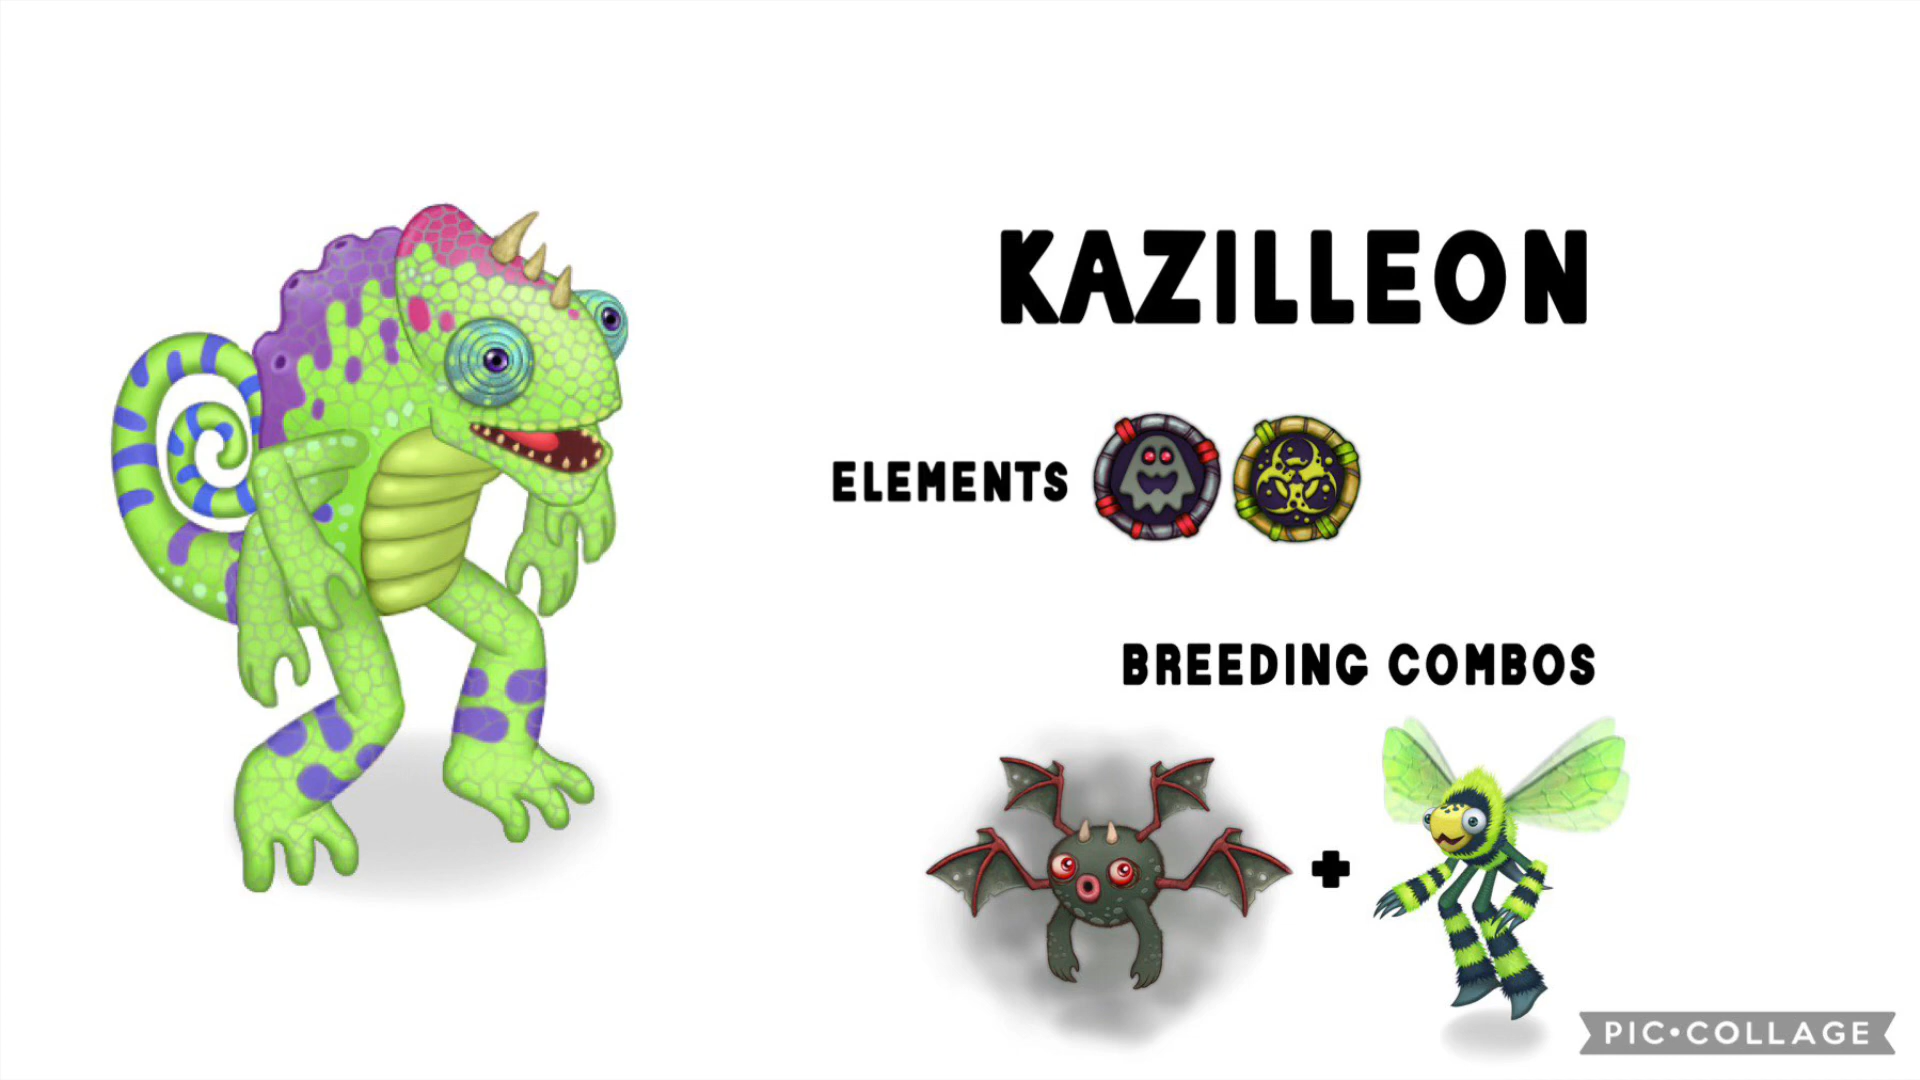 KAZILLEON
ELEMENTS
BREEDING COMBOS
+
PIC•COLLAGE